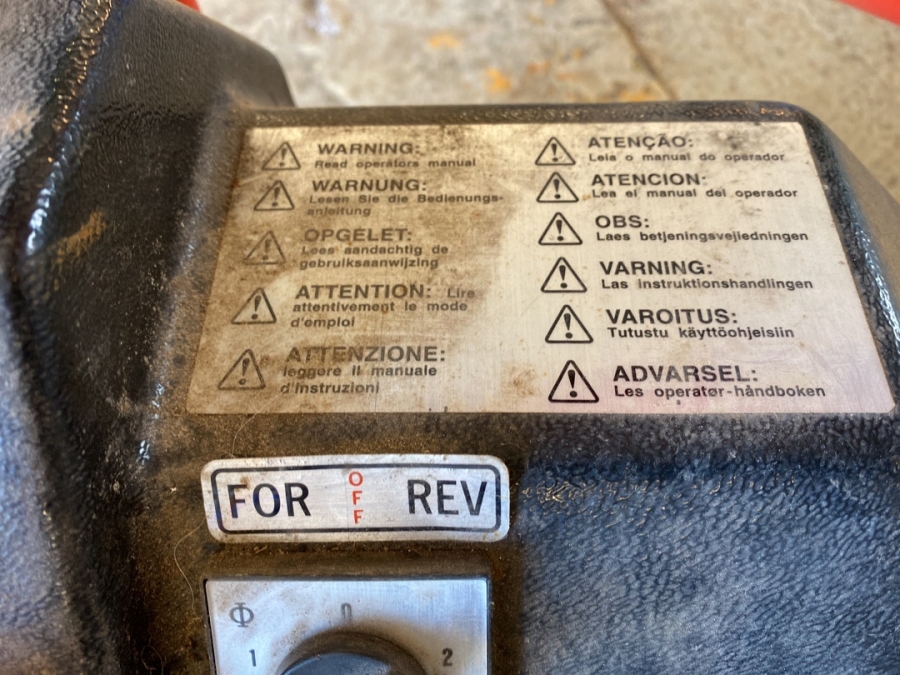 WARNING:
Read operators manual
WARNUNG:
Lesen Sie die Bedienungs-
anleitung
OPGELET:
Lees aandachtig de
gebruiksaanwijzing
ATTENTION: Lire
attentivement le mode
d'emploi
ATTENZIONE:
leggere il manuale
d'instruzioni
ATENÇÃO:
Leia o manual do operador
ATENCION:
Lea el manual del operador
OBS:
Laes betjeningsvejledningen
VARNING:
Las instruktionshandlingen
VAROITUS:
Tutustu käyttöohjeisiin
ADVARSEL:
Les operatør-håndboken
FOR OFF REV
0
1 2